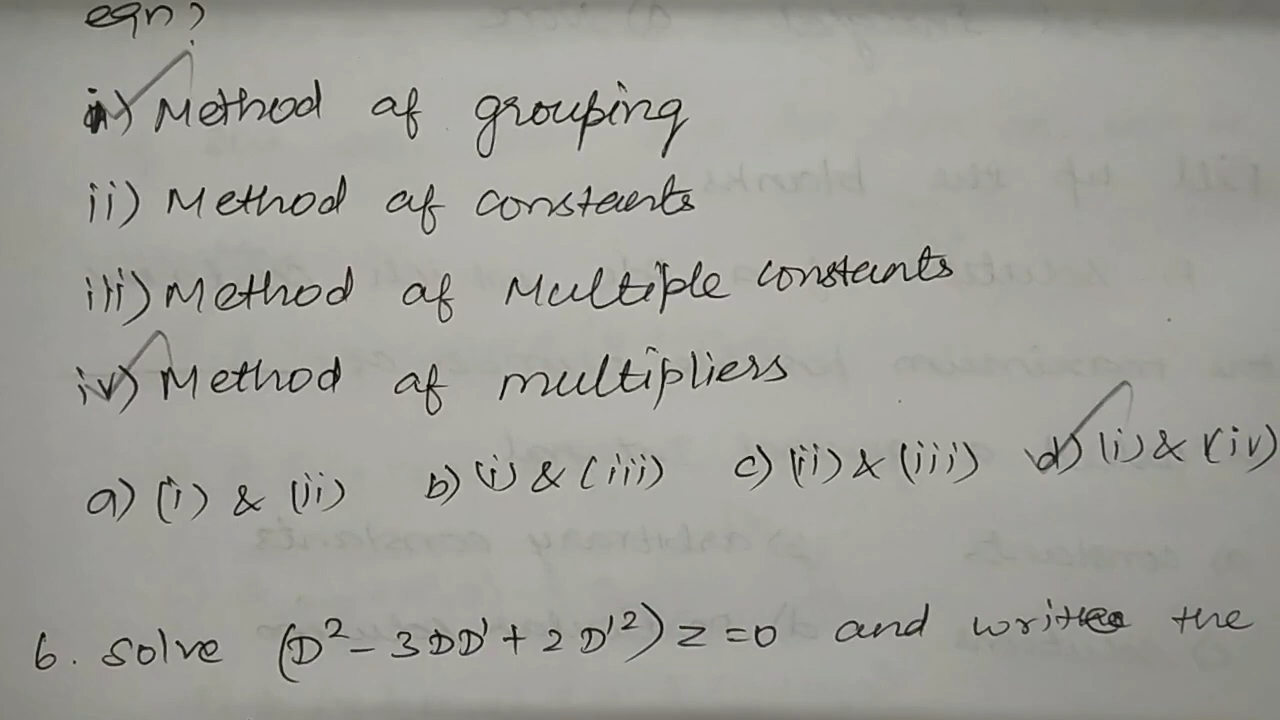 eqn?
i) Method of grouping
ii) Method of constants
iii) Method of Multiple constants
iv) Method of multipliers
a) (i) & (ii) b) (i) & (iii) c) (ii) & (iii) d) (i) & (iv)
6. Solve (D² - 3DD' + 2D'²) z = 0 and write the